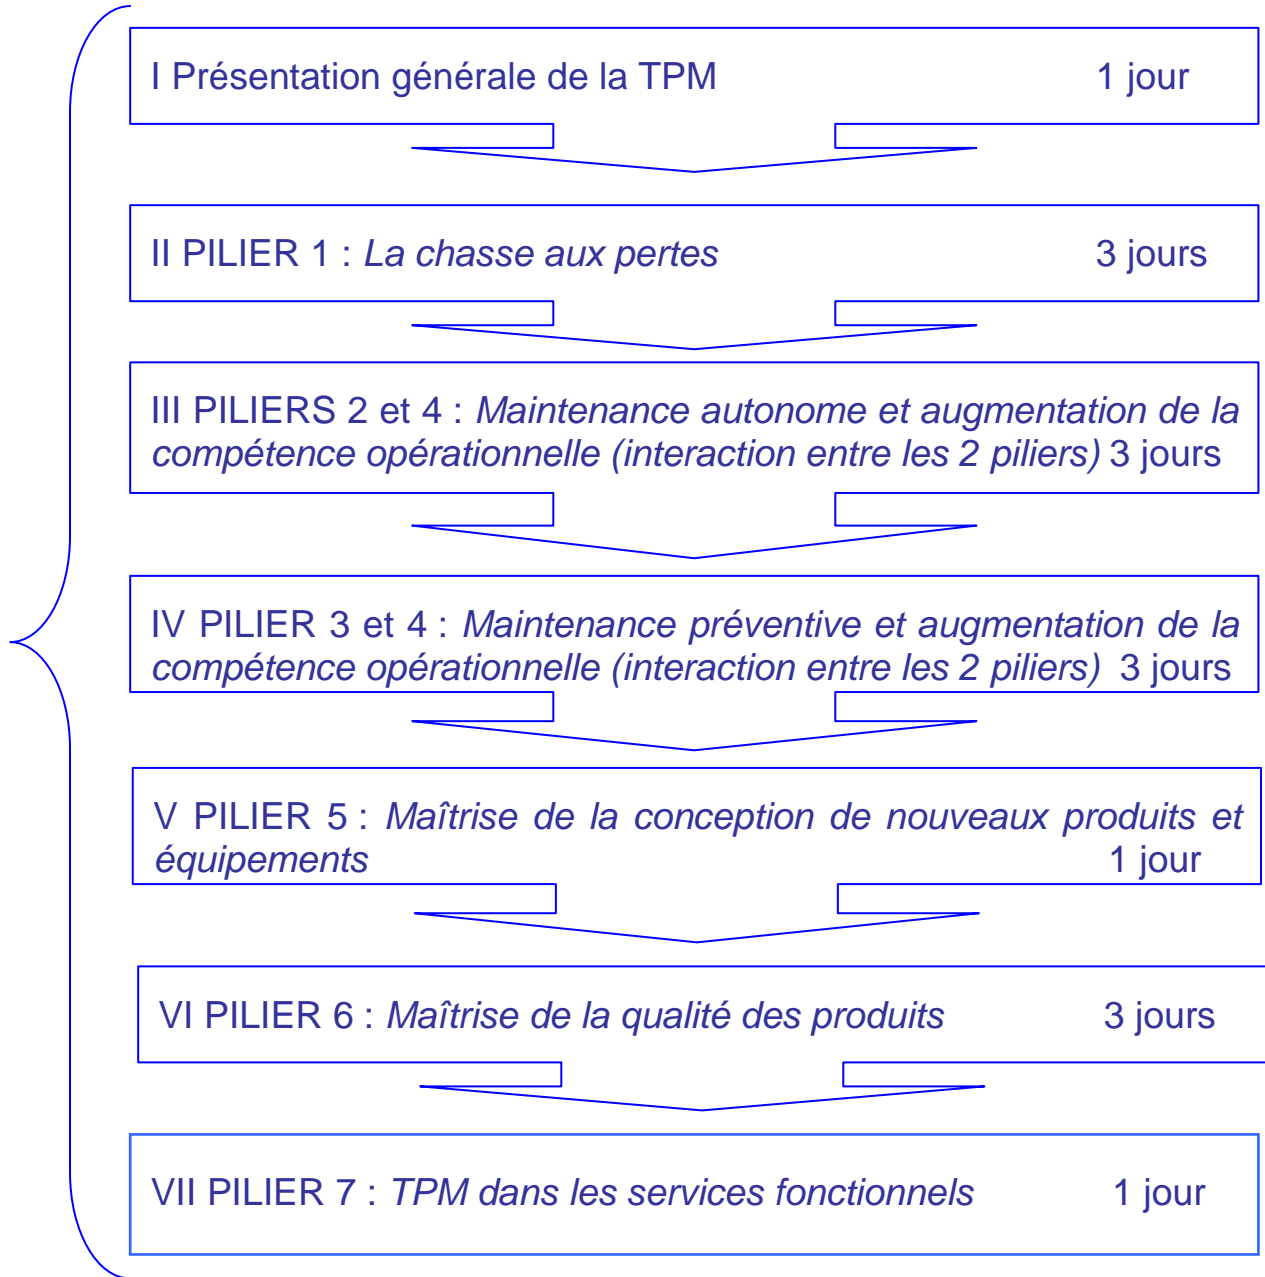 I Présentation générale de la TPM 1 jour
II PILIER 1 : La chasse aux pertes 3 jours
III PILIERS 2 et 4 : Maintenance autonome et augmentation de la
compétence opérationnelle (interaction entre les 2 piliers) 3 jours
IV PILIER 3 et 4 : Maintenance préventive et augmentation de la
compétence opérationnelle (interaction entre les 2 piliers) 3 jours
V PILIER 5 : Maîtrise de la conception de nouveaux produits et
équipements 1 jour
VI PILIER 6 : Maîtrise de la qualité des produits 3 jours
VII PILIER 7 : TPM dans les services fonctionnels 1 jour